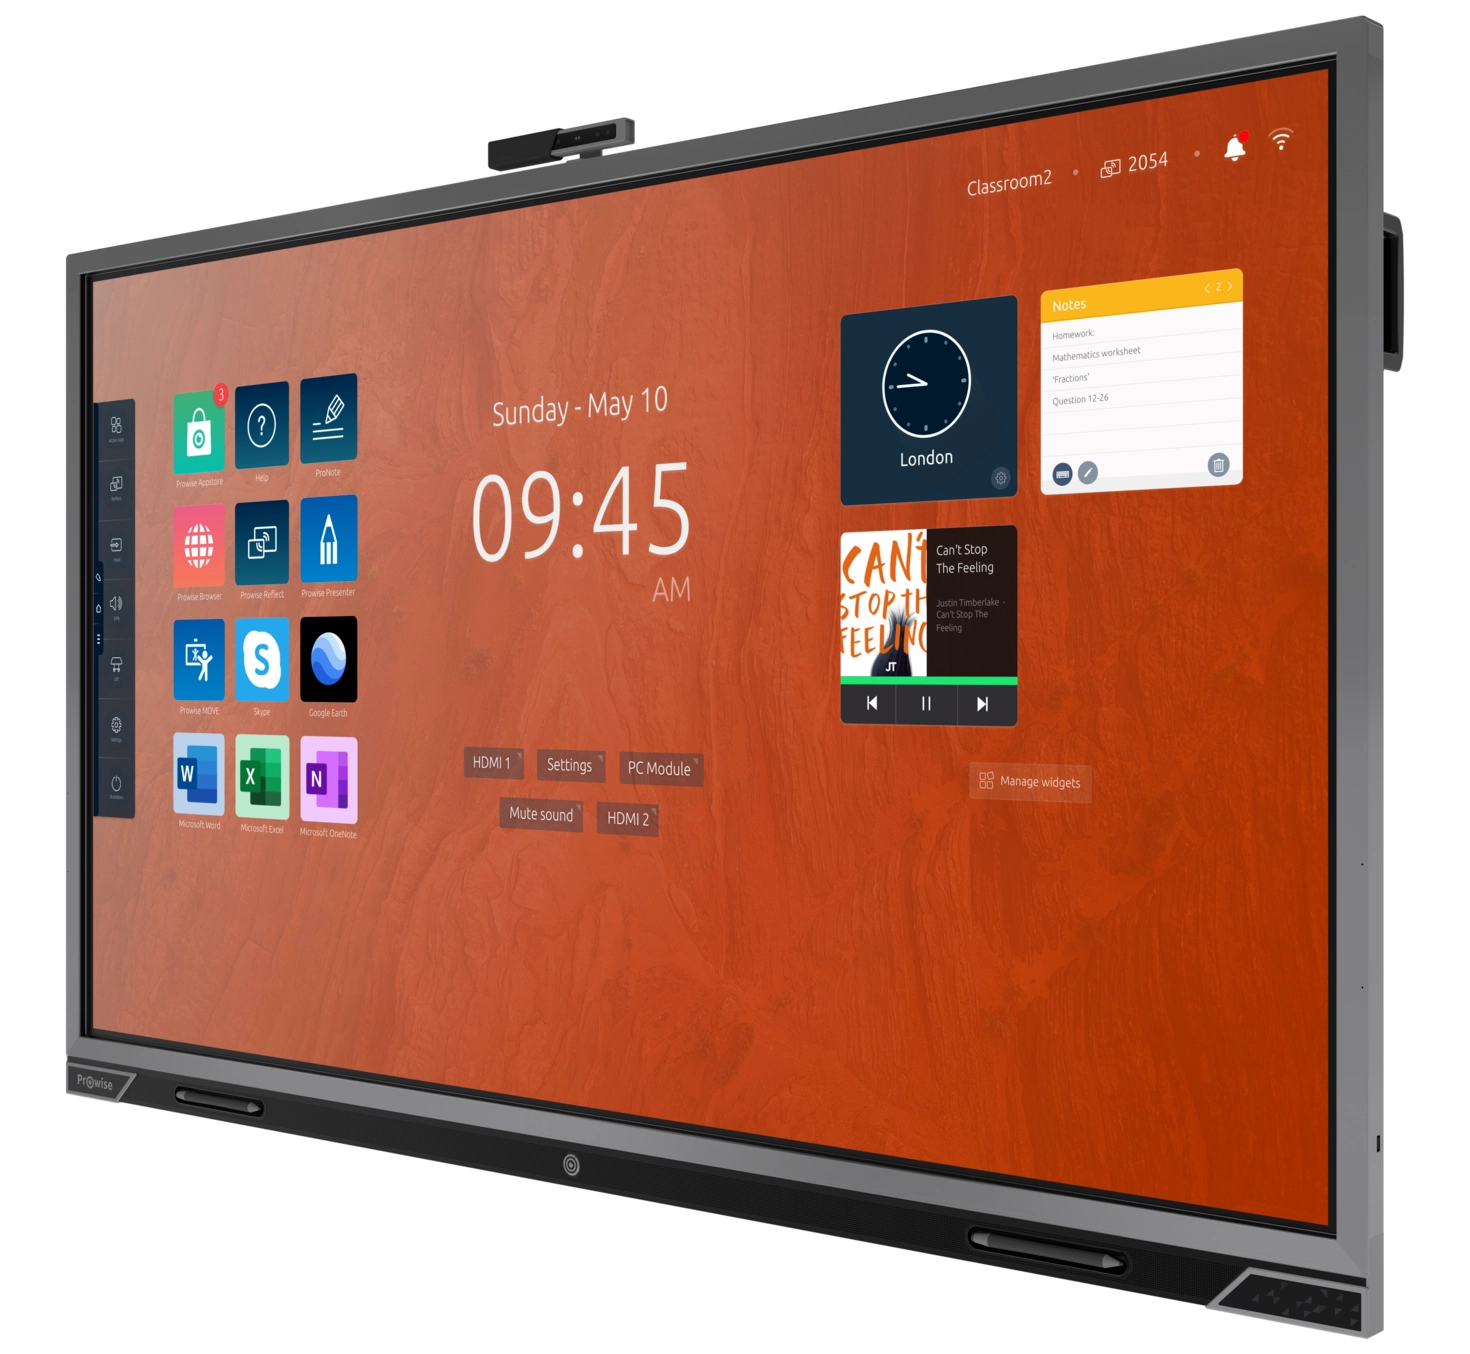 Classroom2
2054
3
Prowise Appstore
Help
ProNote
Prowise Browser
Prowise Reflect
Prowise Presenter
Prowise MOVE
S
Skype
Google Earth
W
Microsoft Word
X
Microsoft Excel
N
Microsoft OneNote
Sunday - May 10
09:45
AM
HDMI 1
Settings
PC Module
Mute sound
HDMI 2
London
Notes
< 2 >
Homework:
Mathematics worksheet
'Fractions'
Question 12-26
CAN'T
STOP TH
FEELING
JT
Can't Stop
The Feeling
Justin Timberlake -
Can't Stop The
Feeling
Manage widgets
Prowise